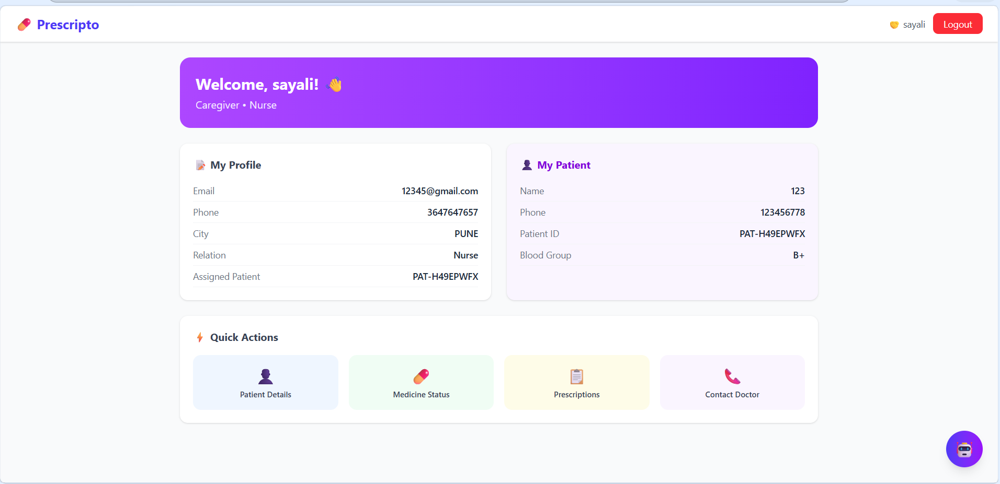 Prescripto
sayali
Logout
Welcome, sayali!
Caregiver • Nurse
My Profile
Email 12345@gmail.com
Phone 3647647657
City PUNE
Relation Nurse
Assigned Patient PAT-H49EPWFX
My Patient
Name 123
Phone 123456778
Patient ID PAT-H49EPWFX
Blood Group B+
Quick Actions
Patient Details
Medicine Status
Prescriptions
Contact Doctor